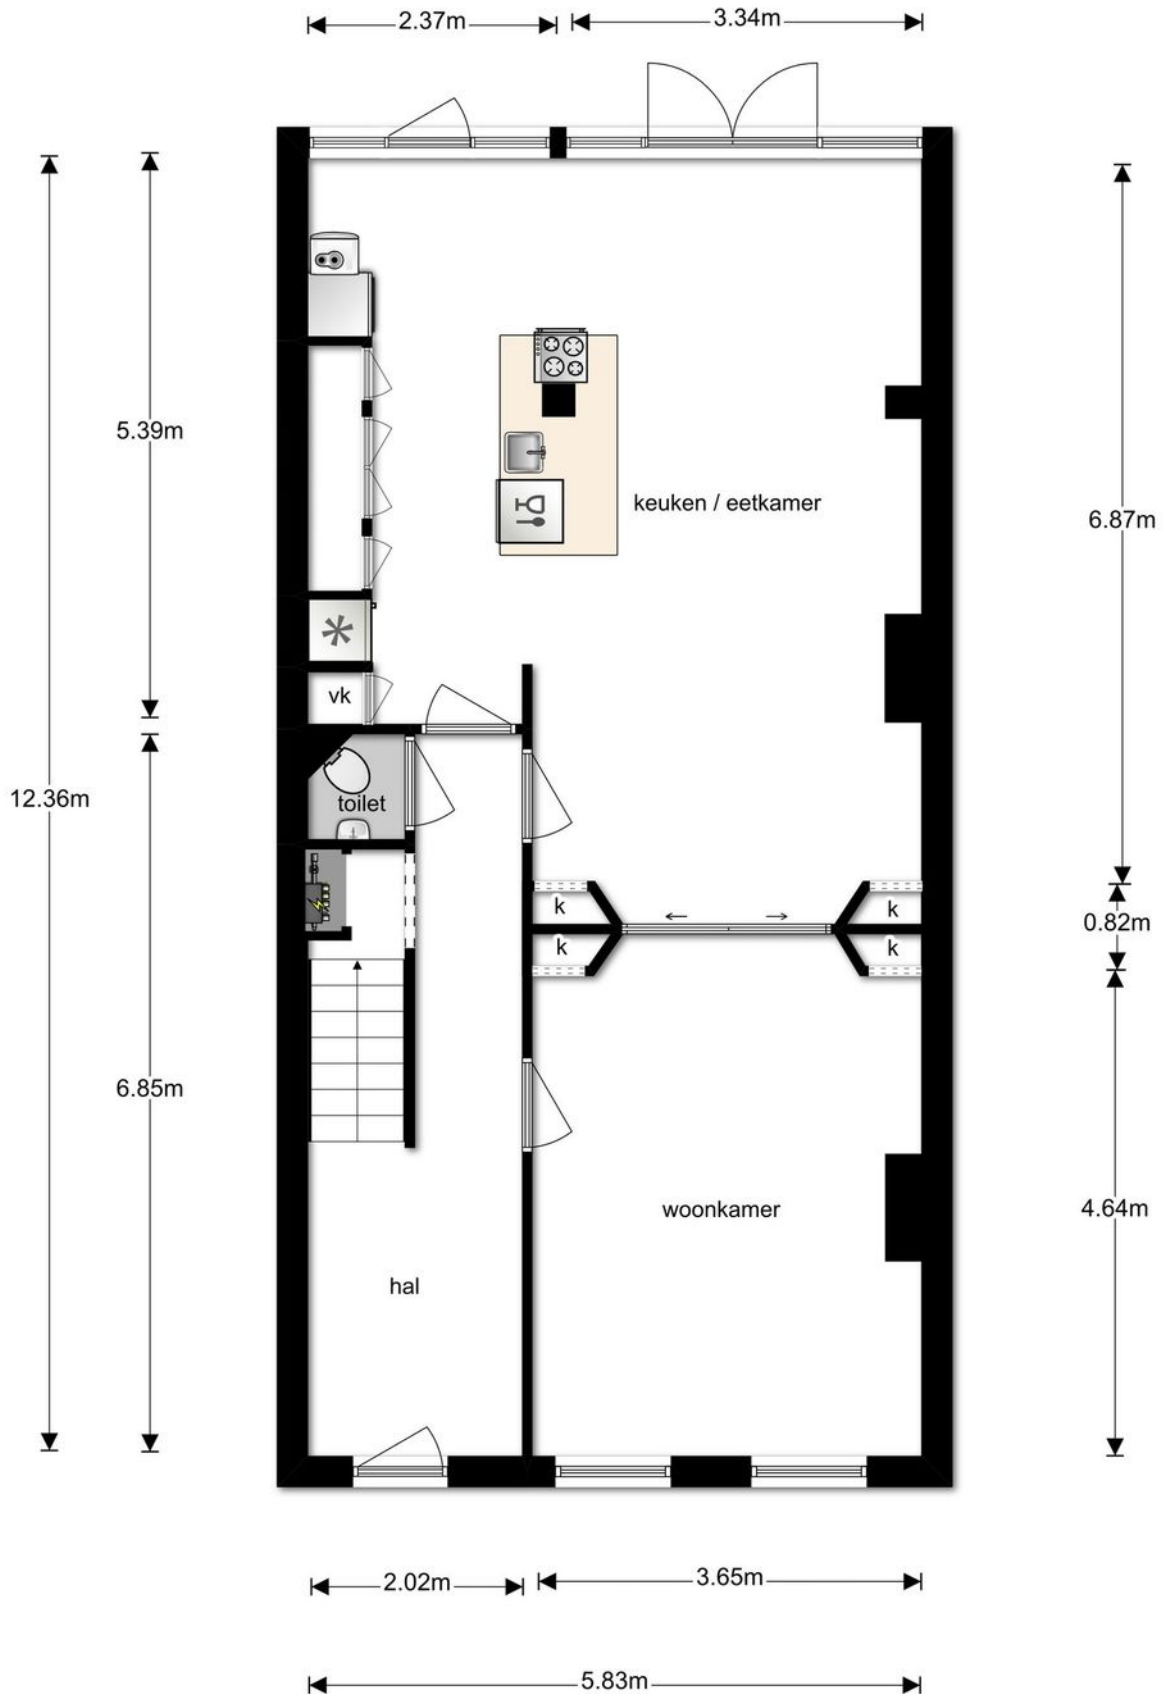 2.37m
3.34m
5.39m
keuken / eetkamer
6.87m
vk
toilet
12.36m
k
k
0.82m
k
k
6.85m
woonkamer
4.64m
hal
2.02m
3.65m
5.83m